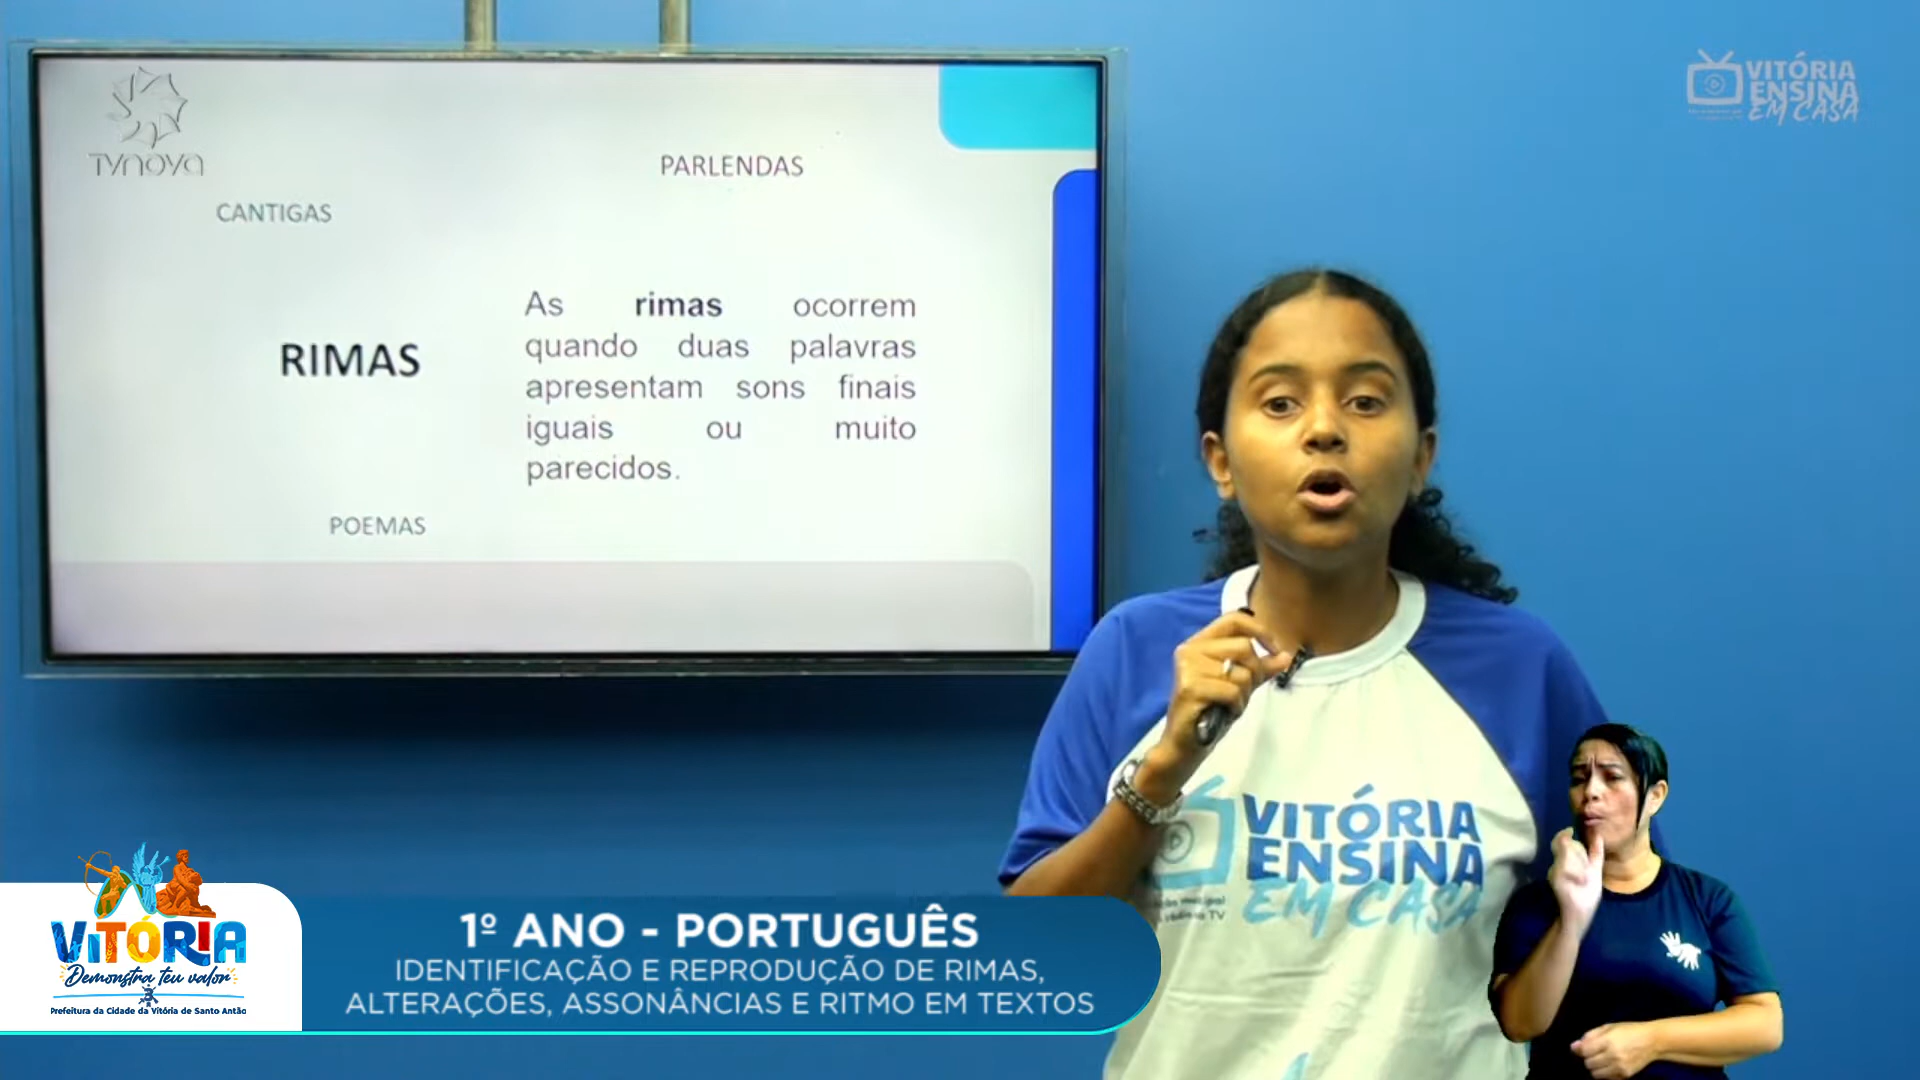 TVNOVA
PARLENDAS
CANTIGAS
RIMAS
As rimas ocorrem
quando duas palavras
apresentam sons finais
iguais ou muito
parecidos.
POEMAS
VITÓRIA
ENSINA
EM CASA
VITÓRIA
ENSINA
EM CASA
TV
VITÓRIA
Demonstra teu valor
Prefeitura da Cidade da Vitória de Santo Antão
1º ANO - PORTUGUÊS
IDENTIFICAÇÃO E REPRODUÇÃO DE RIMAS,
ALTERAÇÕES, ASSONÂNCIAS E RITMO EM TEXTOS